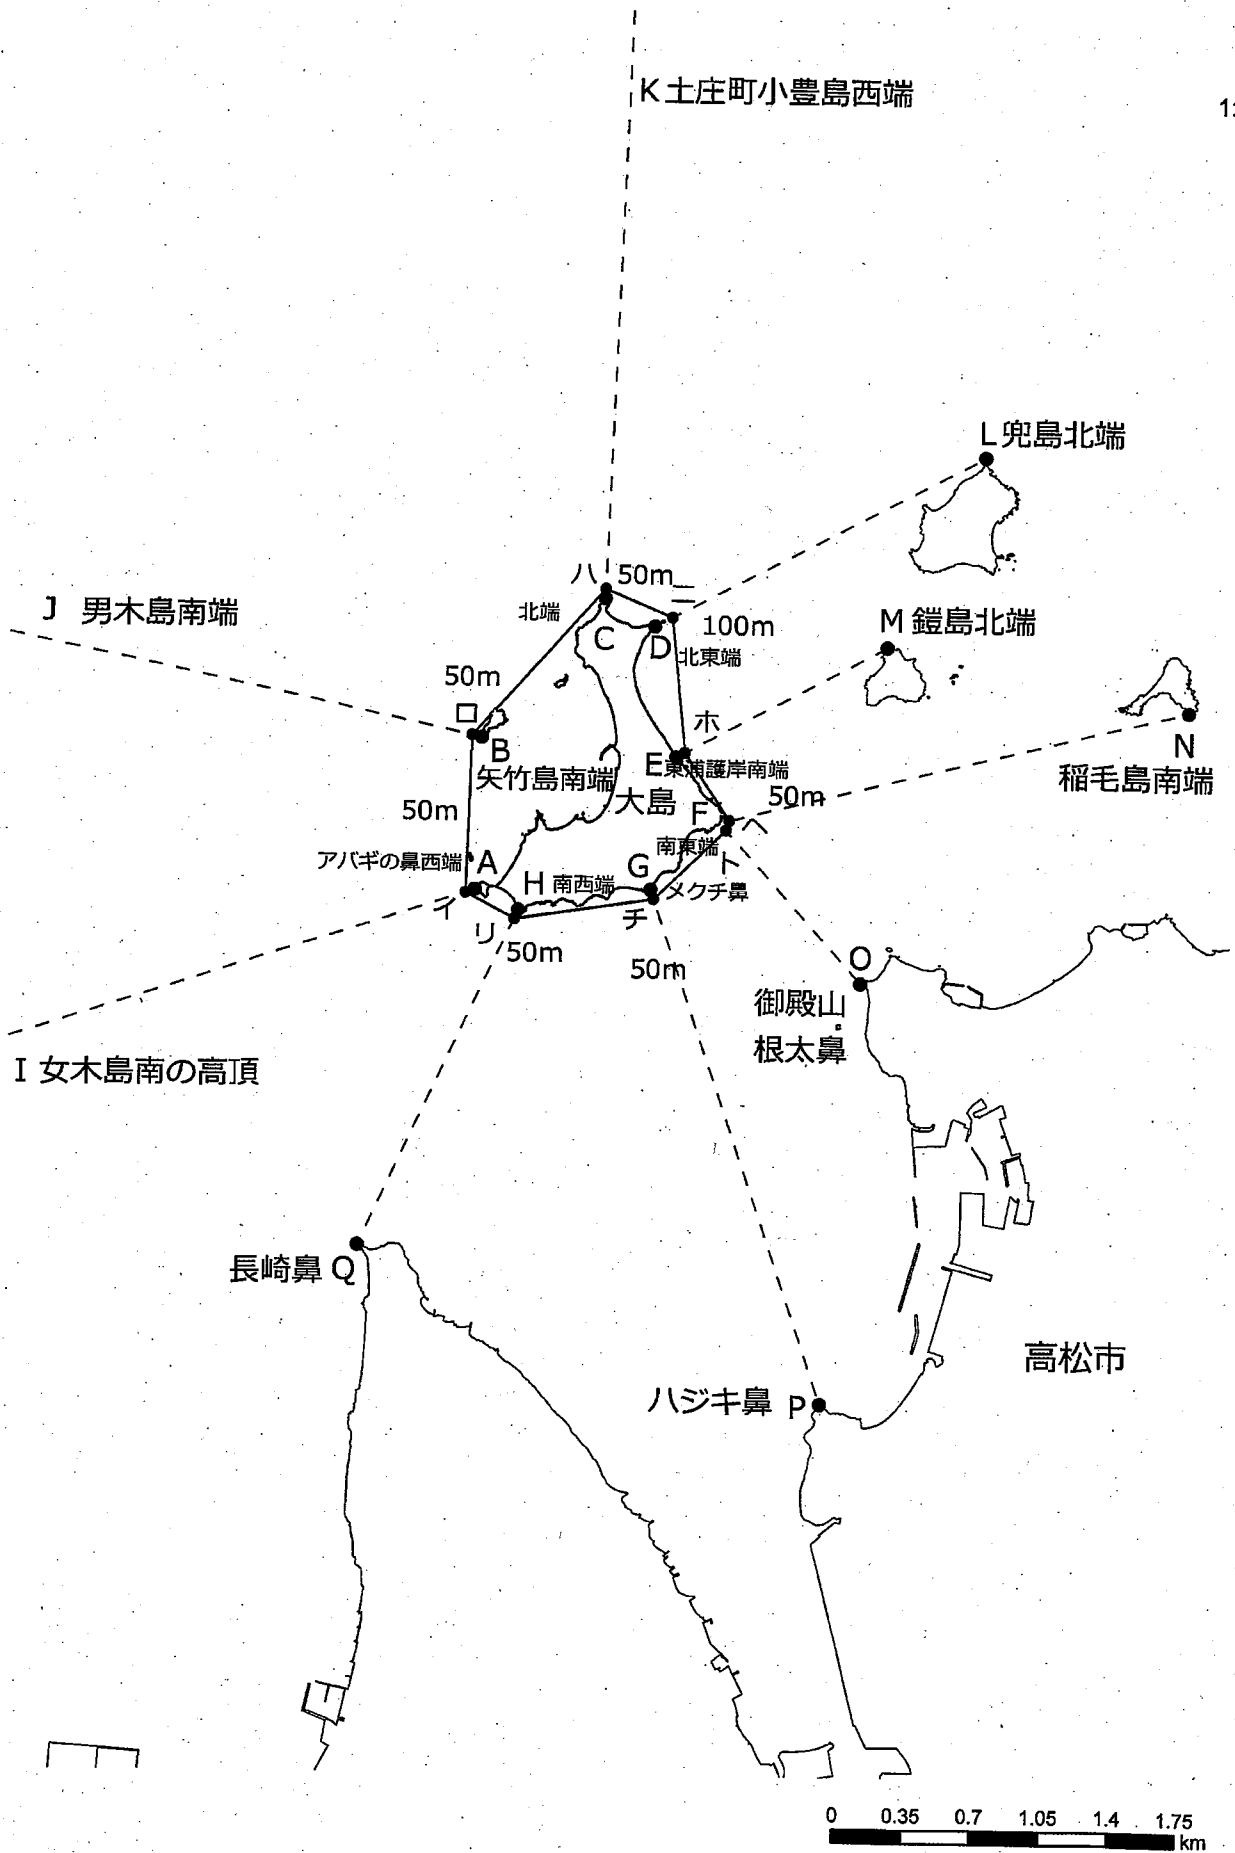 K 土庄町小豊島西端
1:
L 兜島北端
ハ 50m
ニ
J 男木島南端
北端
C
100m
M 鎧島北端
D
北東端
50m
ロ
ホ
B
N
矢竹島南端
E 東浦護岸南端
稲毛島南端
大島
50m
50m
F
ヘ
アバギの鼻西端
A
南東端
ト
G
H 南西端
メクチ鼻
イ
チ
リ
50m
50m
O
御殿山
根太鼻
I 女木島南の高頂
長崎鼻 Q
高松市
ハジキ鼻 P
0 0.35 0.7 1.05 1.4 1.75
km